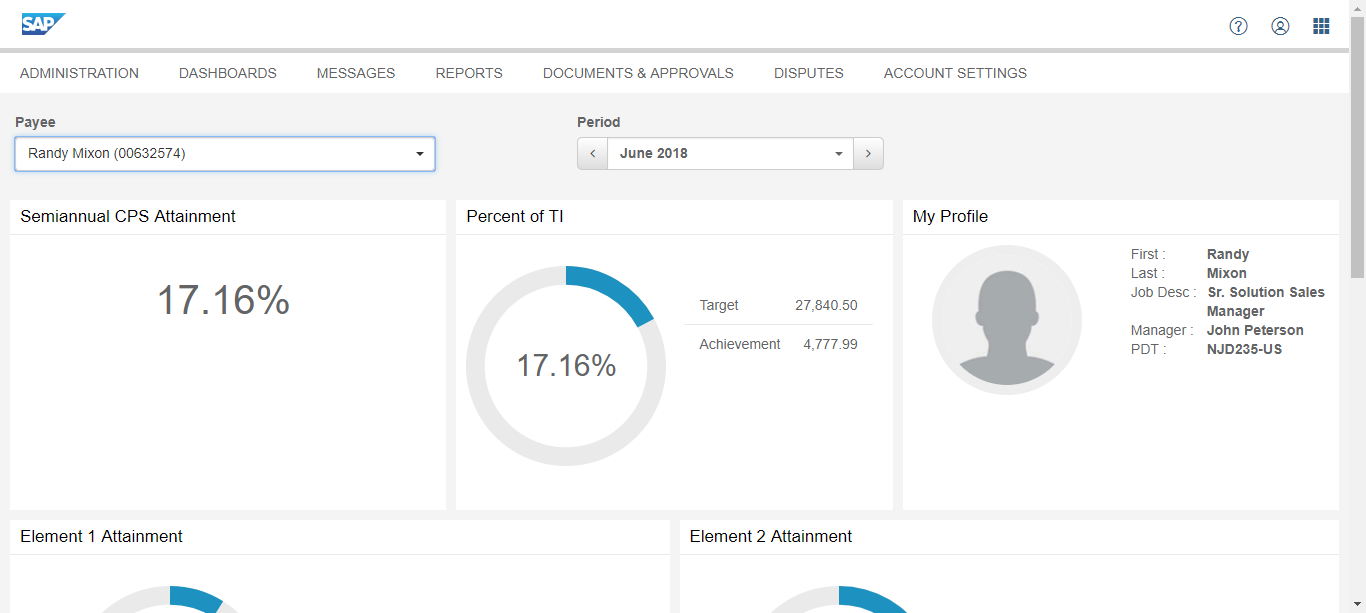 SAP
ADMINISTRATION DASHBOARDS MESSAGES REPORTS DOCUMENTS & APPROVALS DISPUTES ACCOUNT SETTINGS
Payee
Randy Mixon (00632574)
Period
June 2018
Semiannual CPS Attainment
17.16%
Percent of TI
17.16%
Target 27,840.50
Achievement 4,777.99
My Profile
First : Randy
Last : Mixon
Job Desc : Sr. Solution Sales
Manager
Manager : John Peterson
PDT : NJD235-US
Element 1 Attainment
Element 2 Attainment